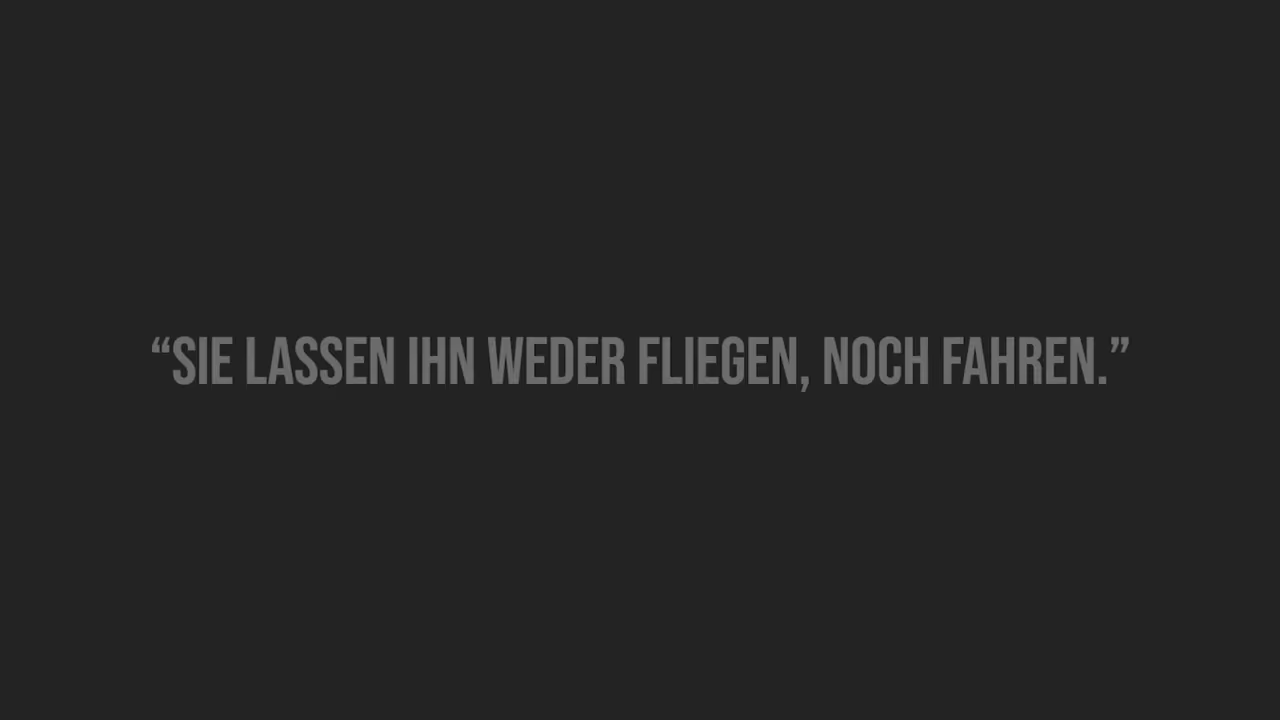 “SIE LASSEN IHN WEDER FLIEGEN, NOCH FAHREN.”